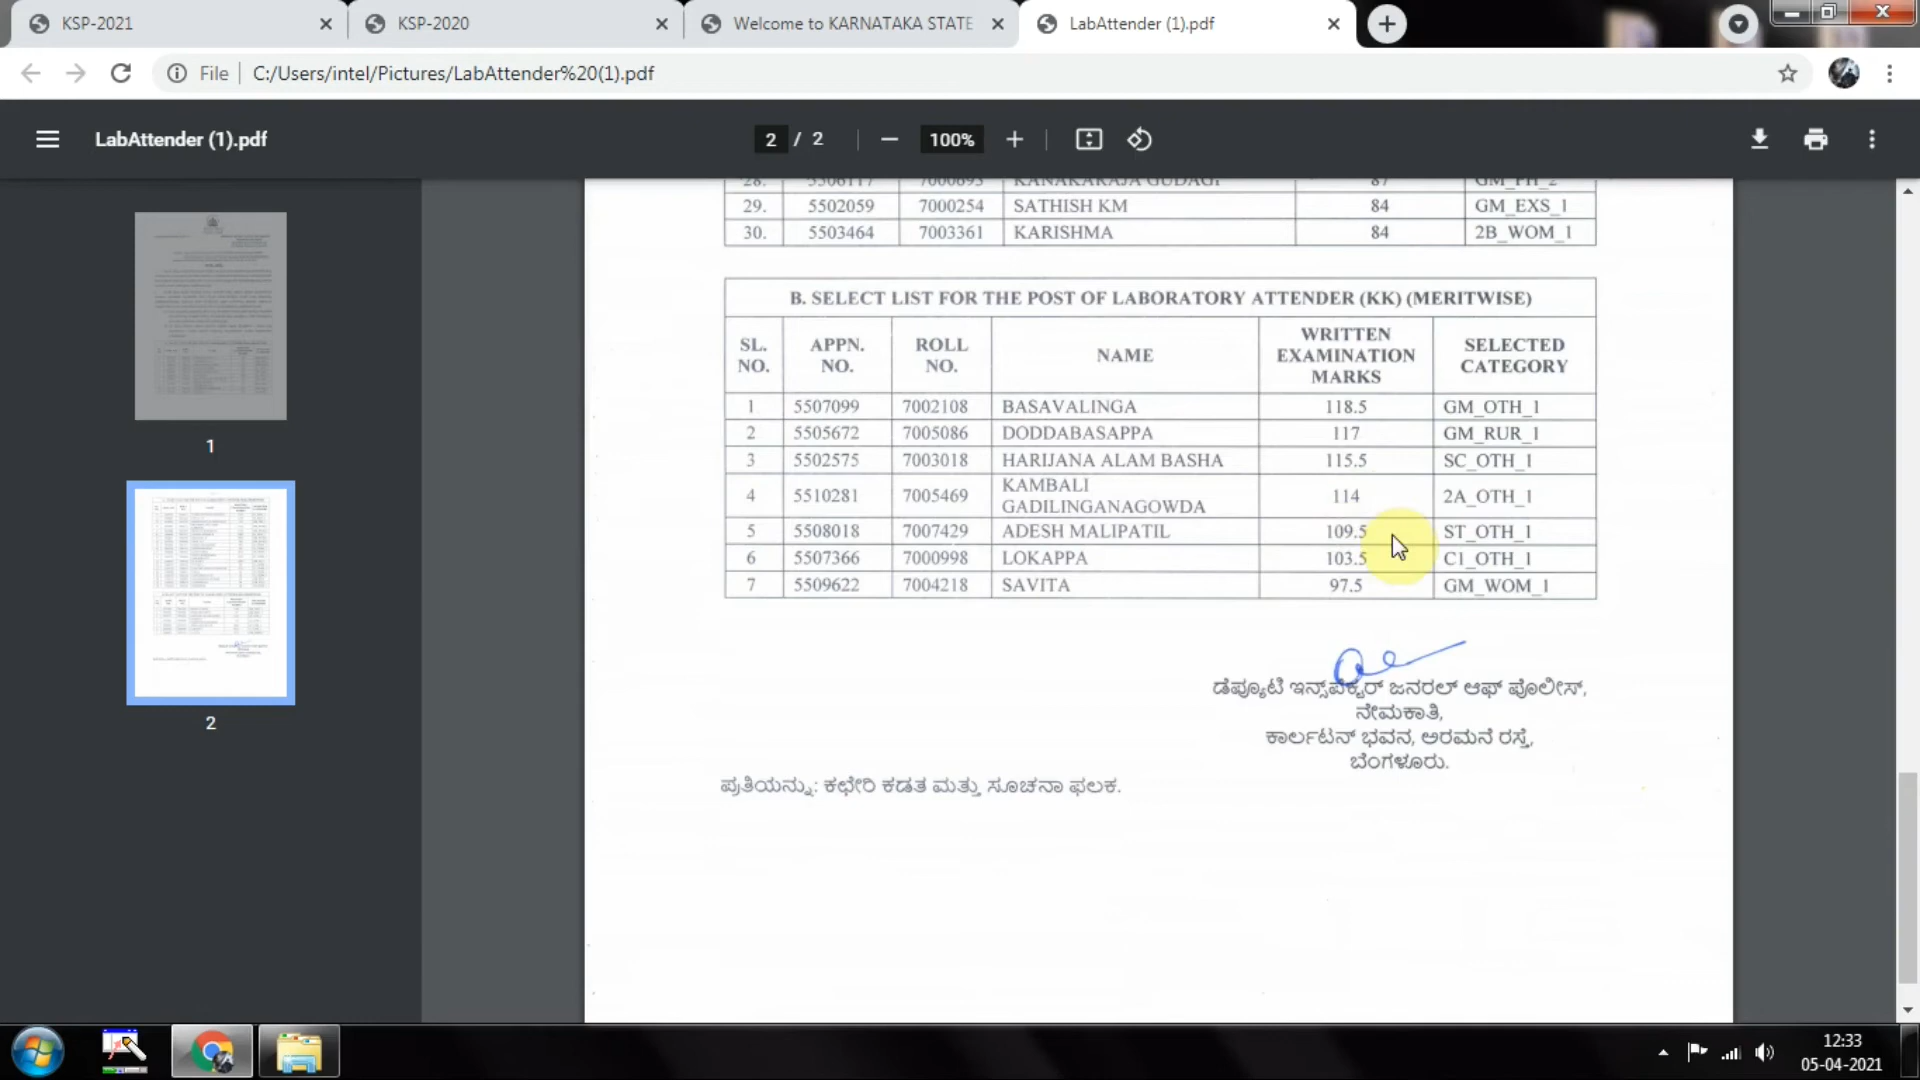 KSP-2021
KSP-2020
Welcome to KARNATAKA STATE
LabAttender (1).pdf
File
C:/Users/intel/Pictures/LabAttender%20(1).pdf
LabAttender (1).pdf
2 / 2
100%
1
2
28. 5506117 7000693 KANAKARAJA GUDAGI 87 GM_PH_2
29. 5502059 7000254 SATHISH KM 84 GM_EXS_1
30. 5503464 7003361 KARISHMA 84 2B_WOM_1
B. SELECT LIST FOR THE POST OF LABORATORY ATTENDER (KK) (MERITWISE)
SL. NO. APPN. NO. ROLL NO. NAME WRITTEN EXAMINATION MARKS SELECTED CATEGORY
1 5507099 7002108 BASAVALINGA 118.5 GM_OTH_1
2 5505672 7005086 DODDABASAPPA 117 GM_RUR_1
3 5502575 7003018 HARIJANA ALAM BASHA 115.5 SC_OTH_1
4 5510281 7005469 KAMBALI GADILINGANAGOWDA 114 2A_OTH_1
5 5508018 7007429 ADESH MALIPATIL 109.5 ST_OTH_1
6 5507366 7000998 LOKAPPA 103.5 C1_OTH_1
7 5509622 7004218 SAVITA 97.5 GM_WOM_1
ಡೆಪ್ಯೂಟಿ ಇನ್ಸ್‌ಪೆಕ್ಟರ್ ಜನರಲ್ ಆಫ್ ಪೊಲೀಸ್,
ನೇಮಕಾತಿ,
ಕಾರ್ಲಟನ್ ಭವನ, ಅರಮನೆ ರಸ್ತೆ,
ಬೆಂಗಳೂರು.
ಪ್ರತಿಯನ್ನು: ಕಛೇರಿ ಕಡತ ಮತ್ತು ಸೂಚನಾ ಫಲಕ.
12:33
05-04-2021